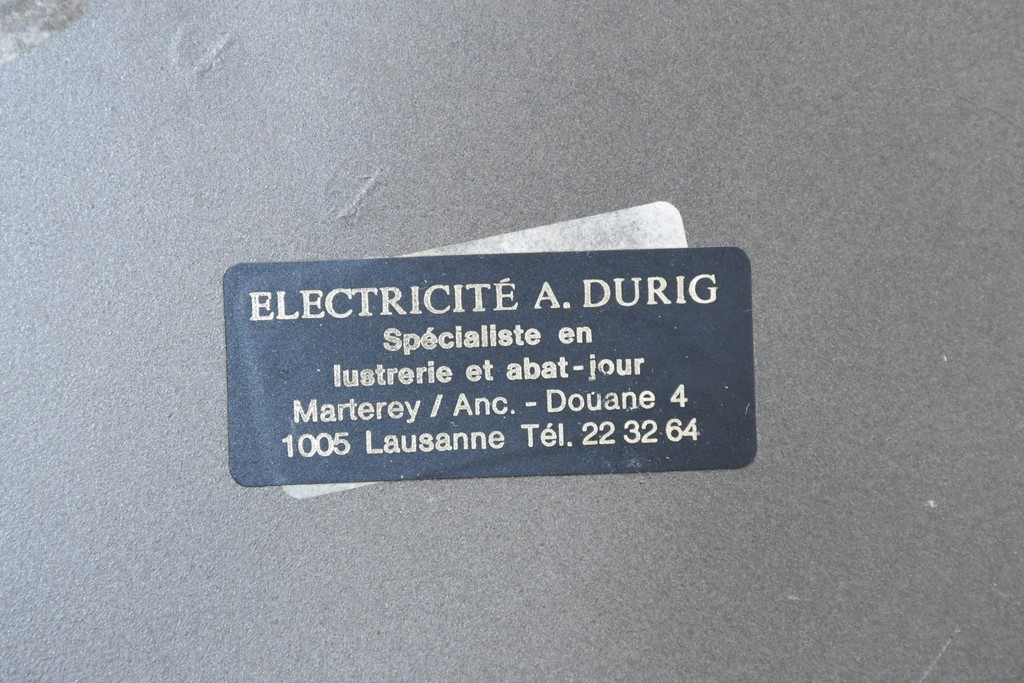 ELECTRICITÉ A. DURIG
Spécialiste en
lustrerie et abat-jour
Marterey / Anc. - Douane 4
1005 Lausanne Tél. 22 32 64